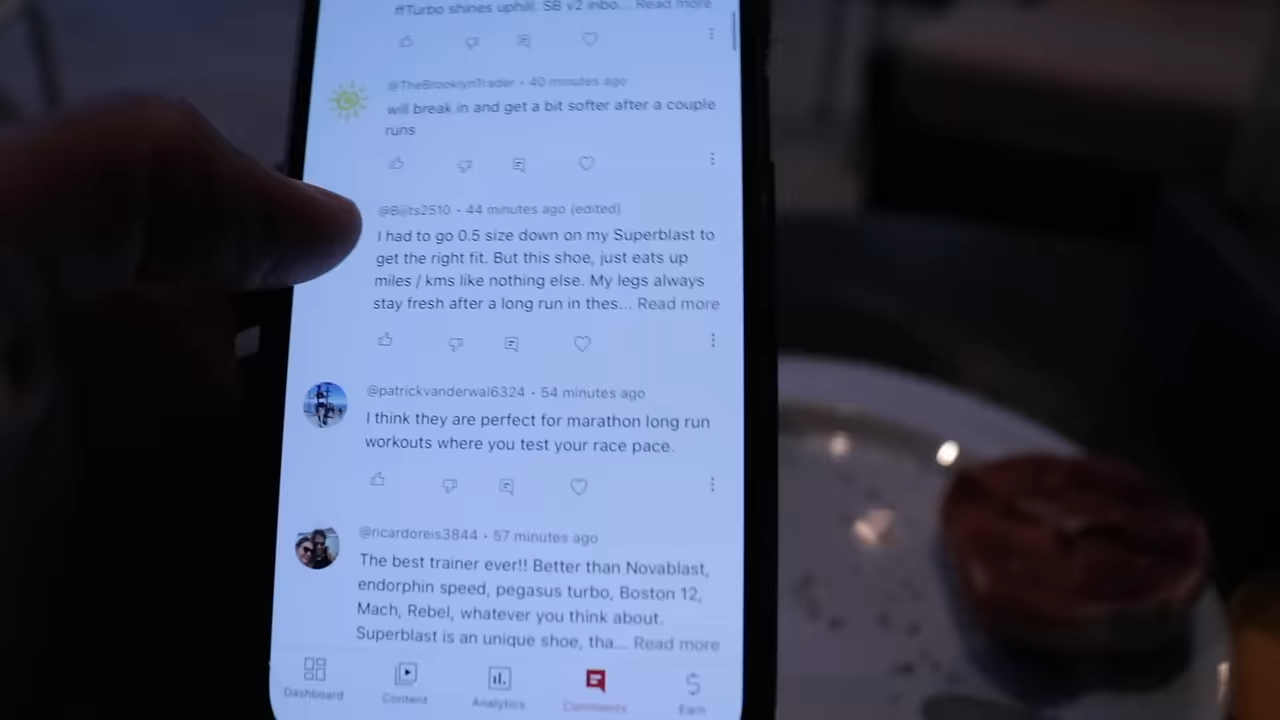 #Turbo shines uphill. SB v2 inbo... Read more
@TheBrooklynTrader • 40 minutes ago
will break in and get a bit softer after a couple
runs
@Bijits2510 • 44 minutes ago (edited)
I had to go 0.5 size down on my Superblast to
get the right fit. But this shoe, just eats up
miles / kms like nothing else. My legs always
stay fresh after a long run in thes... Read more
@patrickvanderwal6324 • 54 minutes ago
I think they are perfect for marathon long run
workouts where you test your race pace.
@ricardoreis3844 • 57 minutes ago
The best trainer ever!! Better than Novablast,
endorphin speed, pegasus turbo, Boston 12,
Mach, Rebel, whatever you think about.
Superblast is an unique shoe, tha... Read more
Dashboard Content Analytics Comments Earn